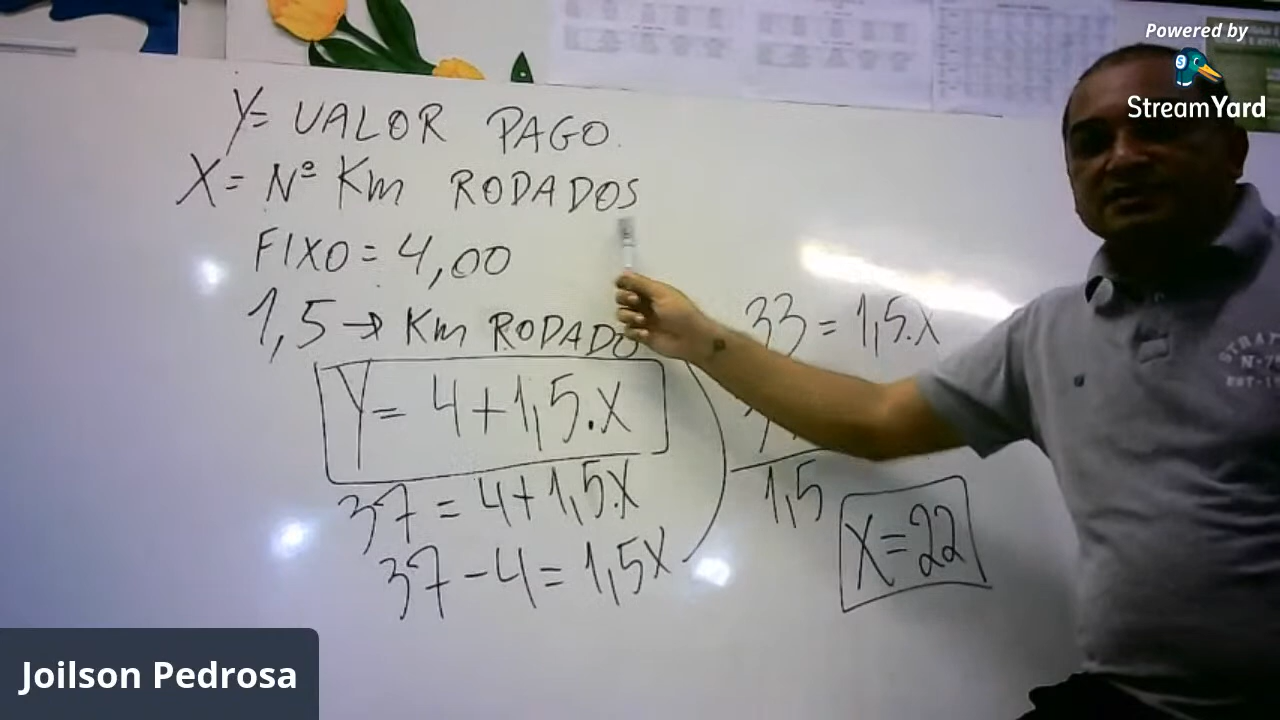 Powered by
StreamYard
Y= VALOR PAGO.
X= Nº Km RODADOS
FIXO = 4,00
1,5 → Km RODADO
Y= 4+1,5.X
37 = 4+1,5.X
37-4 = 1,5X
33 = 1,5.X
1,5
X=22
Joilson Pedrosa